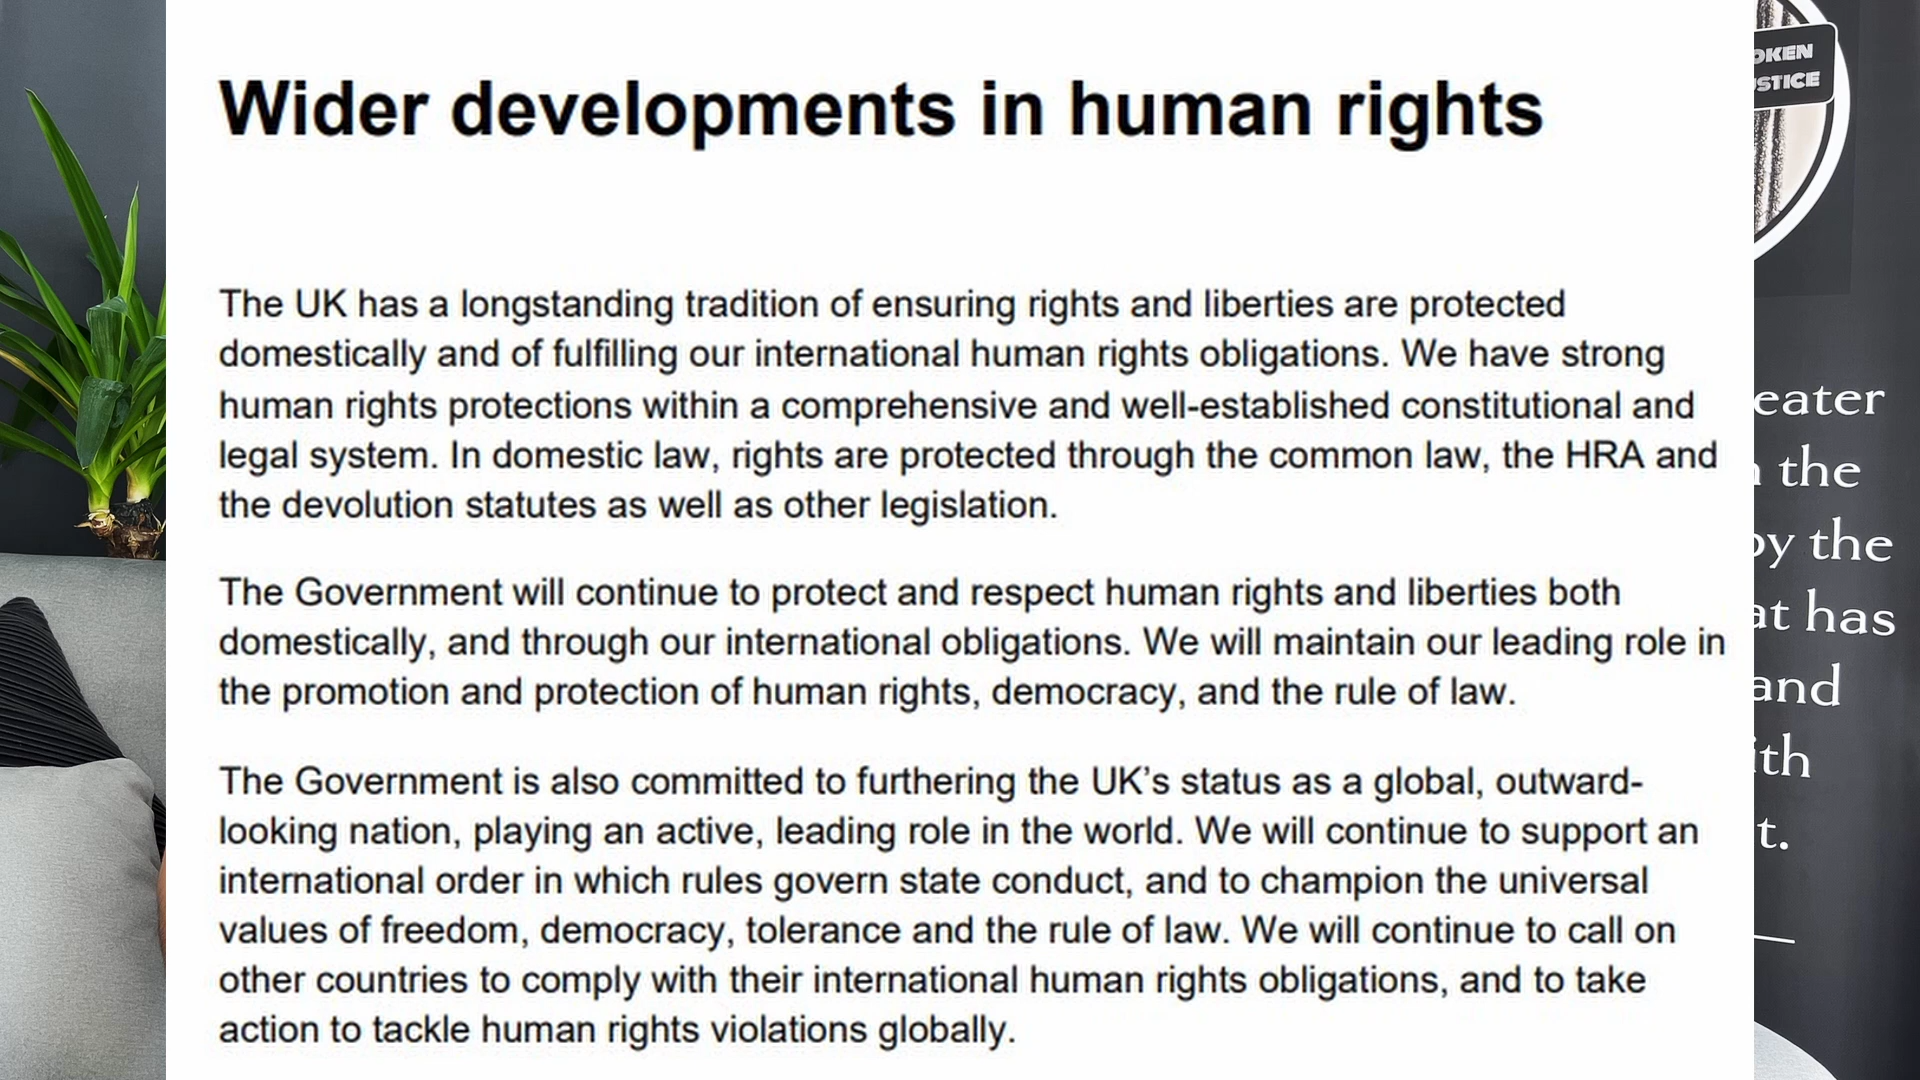 Wider developments in human rights
The UK has a longstanding tradition of ensuring rights and liberties are protected
domestically and of fulfilling our international human rights obligations. We have strong
human rights protections within a comprehensive and well-established constitutional and
legal system. In domestic law, rights are protected through the common law, the HRA and
the devolution statutes as well as other legislation.
The Government will continue to protect and respect human rights and liberties both
domestically, and through our international obligations. We will maintain our leading role in
the promotion and protection of human rights, democracy, and the rule of law.
The Government is also committed to furthering the UK's status as a global, outward-
looking nation, playing an active, leading role in the world. We will continue to support an
international order in which rules govern state conduct, and to champion the universal
values of freedom, democracy, tolerance and the rule of law. We will continue to call on
other countries to comply with their international human rights obligations, and to take
action to tackle human rights violations globally.
OKEN
STICE
eater
the
by the
at has
and
ith
t.